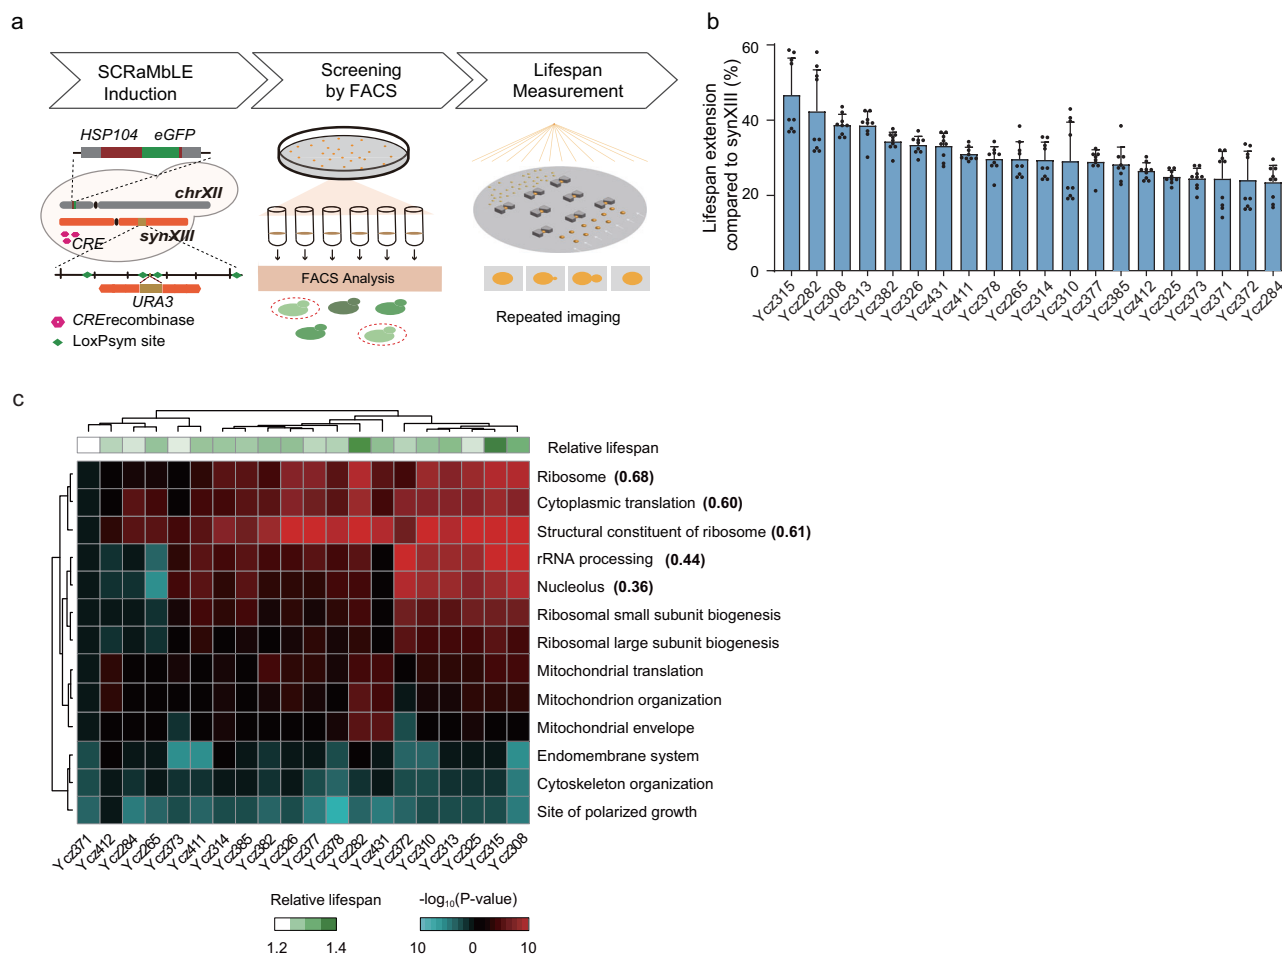 a
SCRaMbLE
Induction
Screening
by FACS
Lifespan
Measurement
HSP104 eGFP
chrXII
synXIII
CRE
URA3
CRE recombinase
LoxPsym site
FACS Analysis
Repeated imaging
b
Lifespan extension
compared to synXIII (%)
60
40
20
0
Ycz315
Ycz282
Ycz308
Ycz313
Ycz382
Ycz326
Ycz431
Ycz411
Ycz378
Ycz265
Ycz314
Ycz310
Ycz377
Ycz385
Ycz412
Ycz325
Ycz373
Ycz371
Ycz372
Ycz284
c
Relative lifespan
Ribosome (0.68)
Cytoplasmic translation (0.60)
Structural constituent of ribosome (0.61)
rRNA processing (0.44)
Nucleolus (0.36)
Ribosomal small subunit biogenesis
Ribosomal large subunit biogenesis
Mitochondrial translation
Mitochondrion organization
Mitochondrial envelope
Endomembrane system
Cytoskeleton organization
Site of polarized growth
Ycz371
Ycz412
Ycz284
Ycz265
Ycz373
Ycz411
Ycz314
Ycz385
Ycz382
Ycz326
Ycz377
Ycz378
Ycz282
Ycz431
Ycz372
Ycz310
Ycz313
Ycz325
Ycz315
Ycz308
Relative lifespan
1.2 1.4
-log₁₀(P-value)
10 0 10